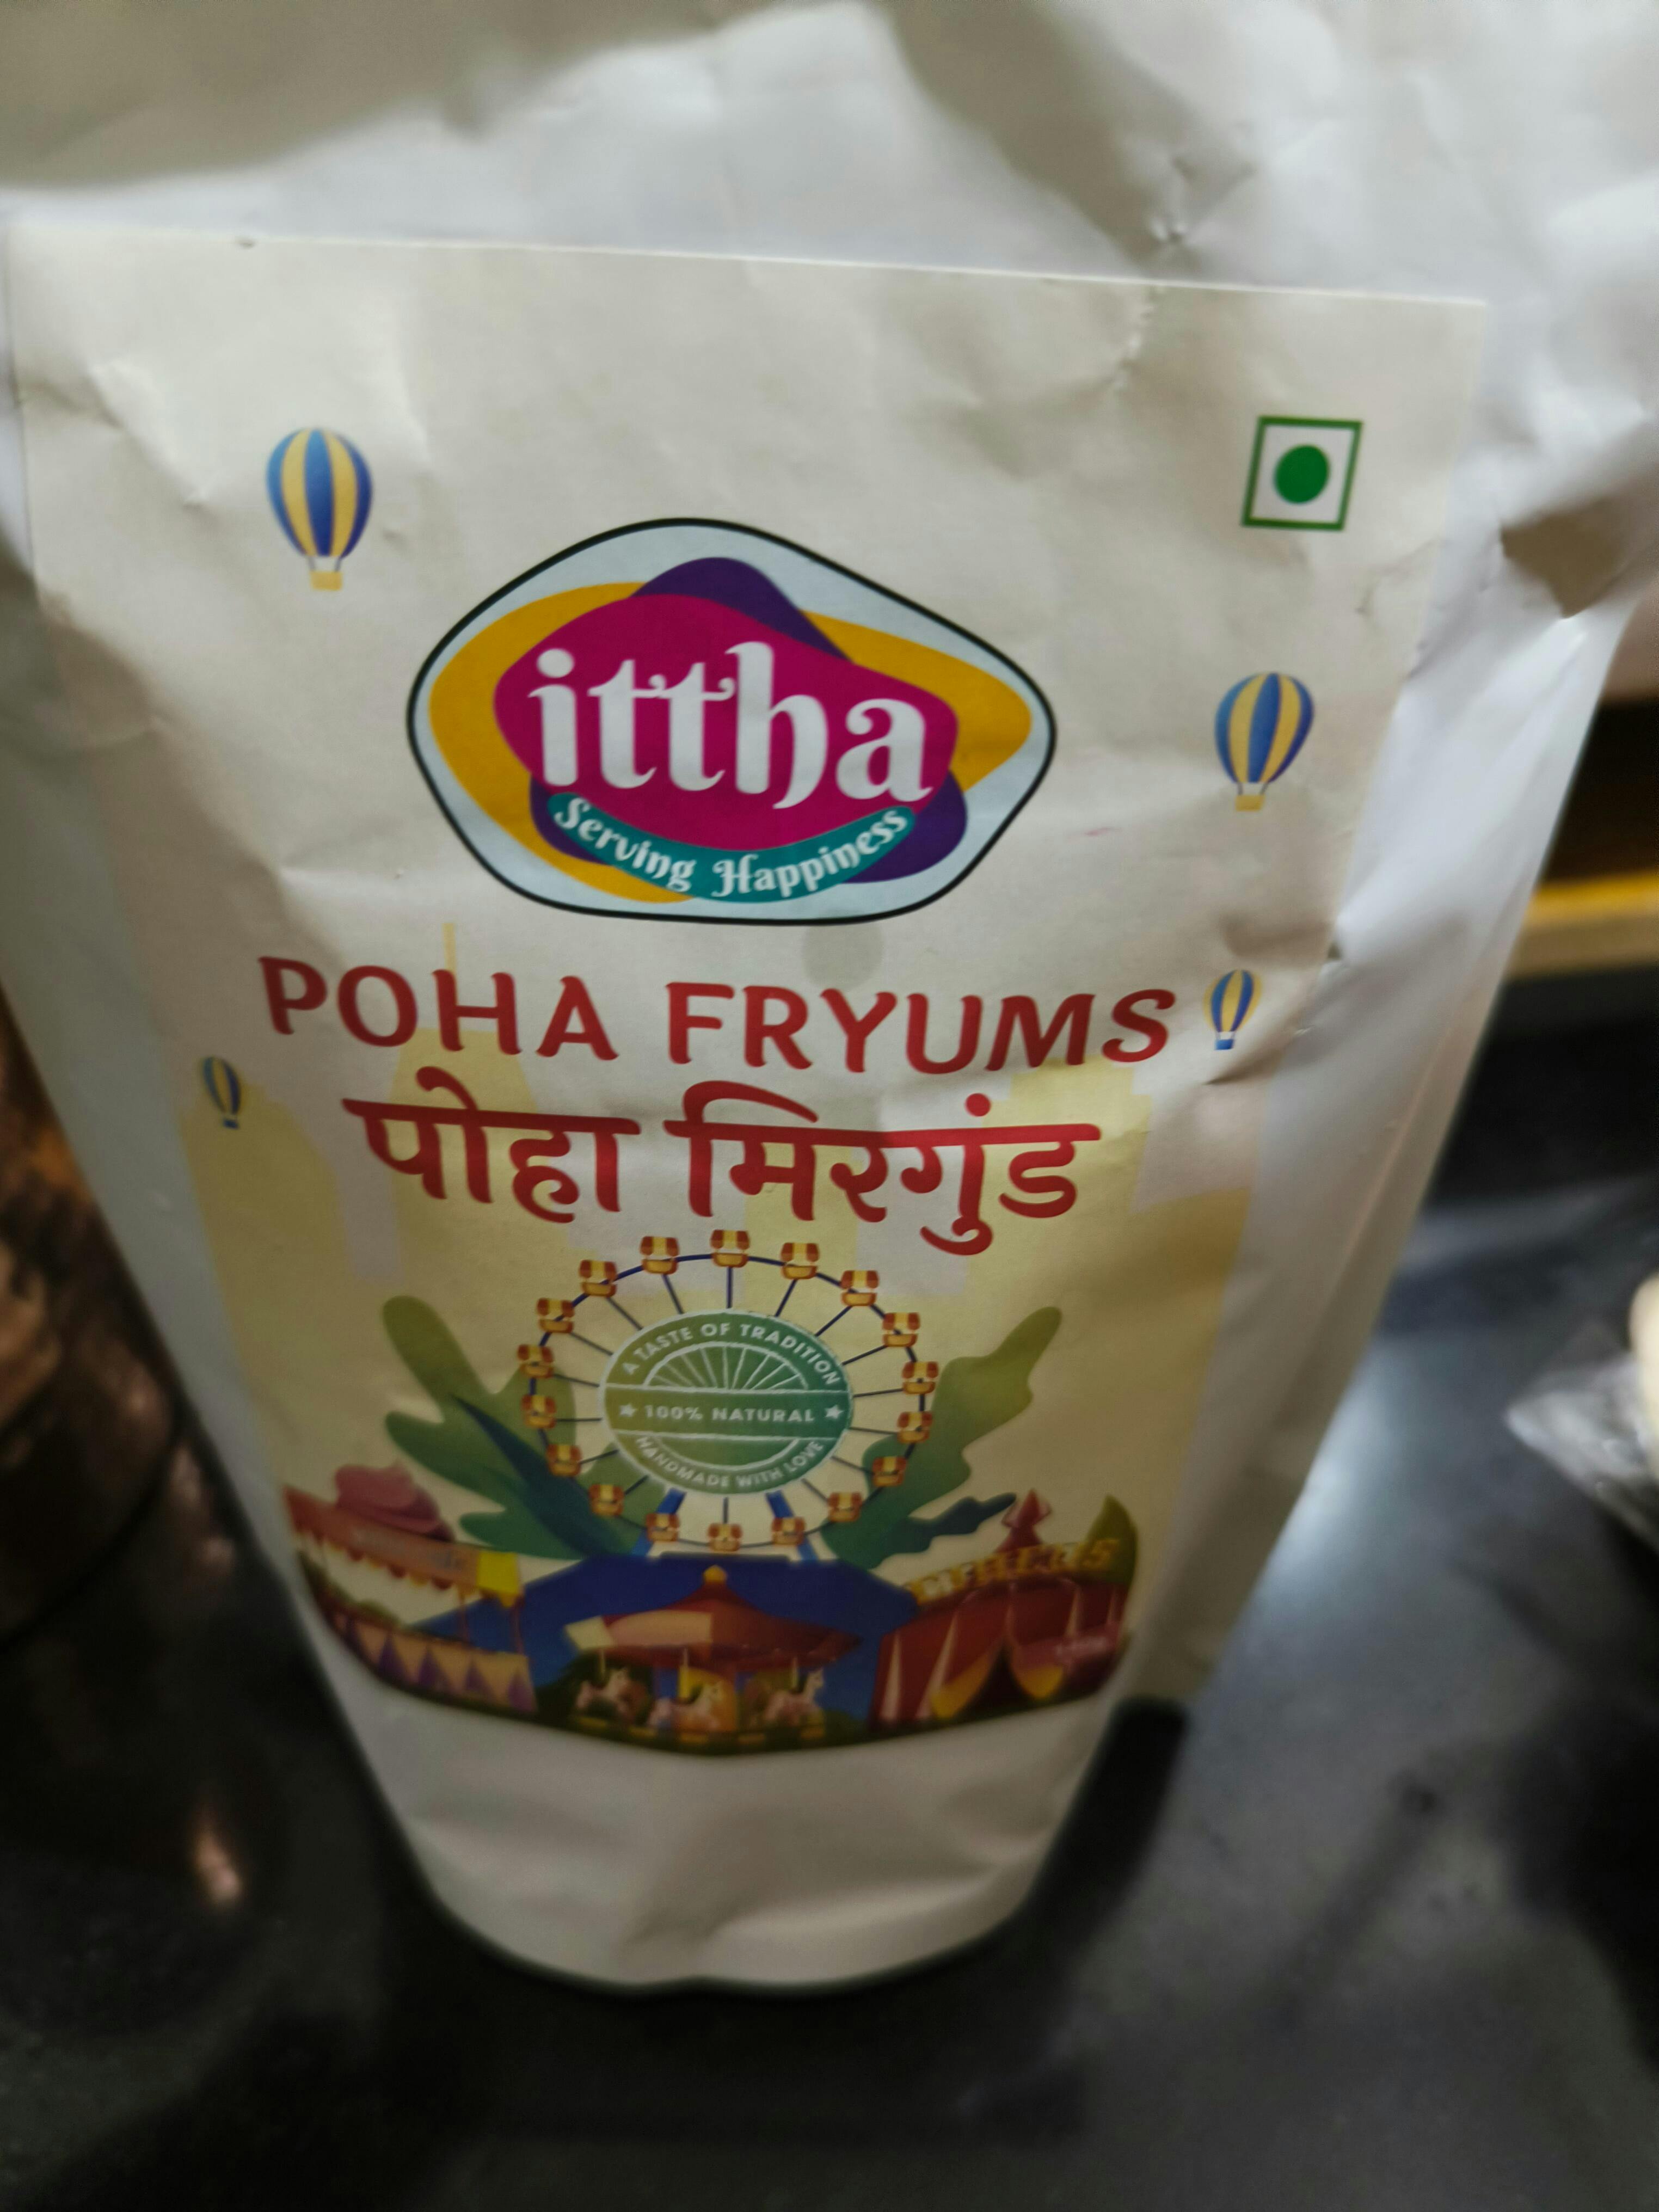 ittha
Serving Happiness
POHA FRYUMS
पोहा मिरगुंड
A TASTE OF TRADITION
★ 100% NATURAL ★
HANDMADE WITH LOVE